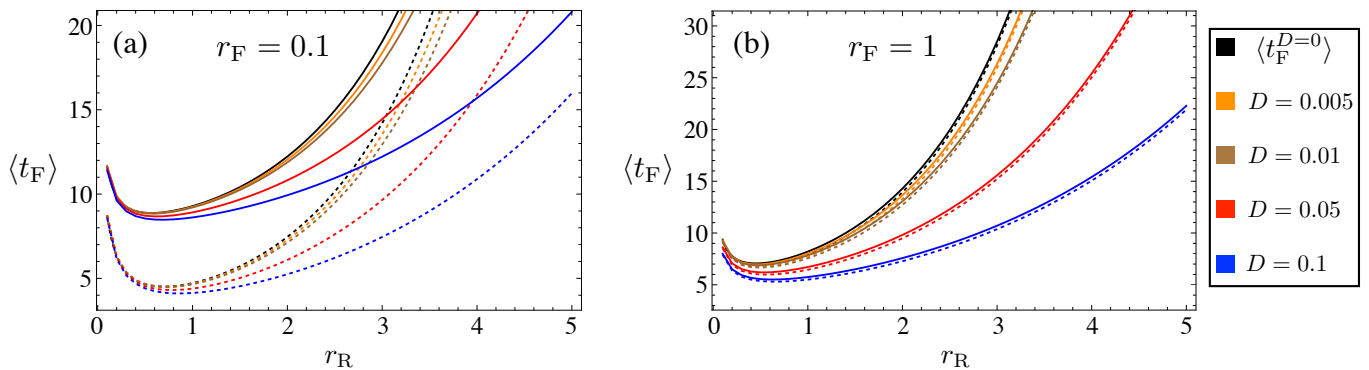 (a)
r_F = 0.1
⟨t_F⟩
20
15
10
5
0 1 2 3 4 5
r_R
(b)
r_F = 1
⟨t_F⟩
30
25
20
15
10
5
0 1 2 3 4 5
r_R
⟨t_F^{D=0}⟩
D = 0.005
D = 0.01
D = 0.05
D = 0.1